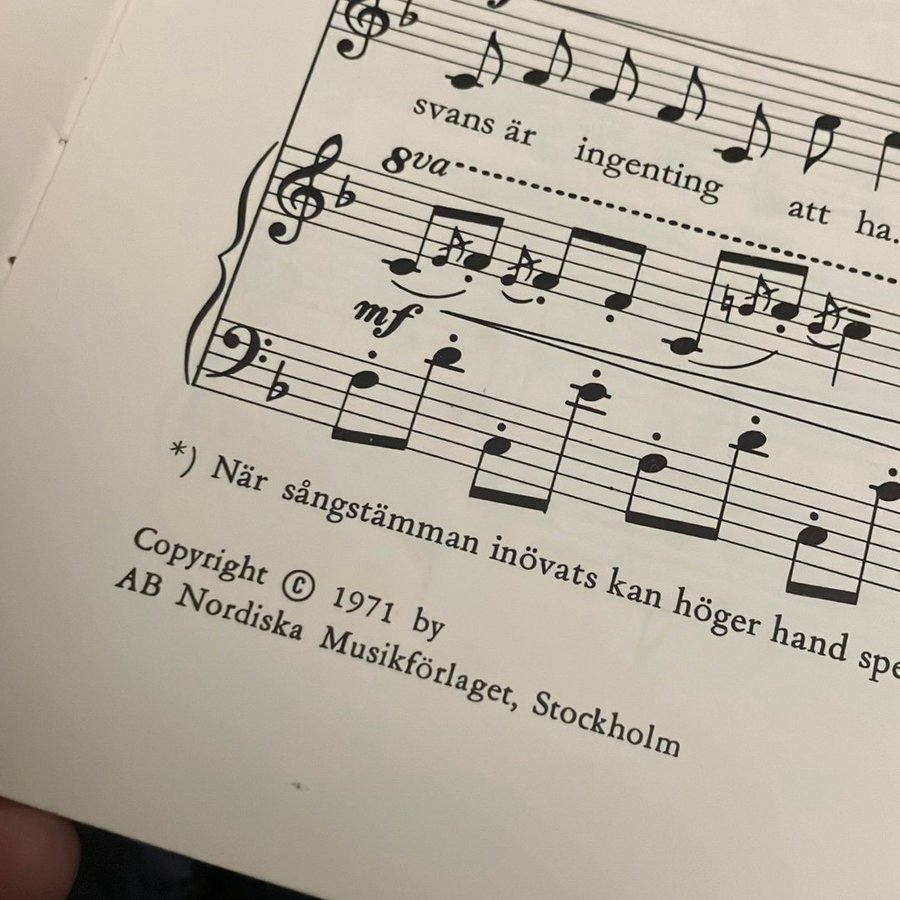 svans är ingenting att ha.
8va
mf
*) När sångstämman inövats kan höger hand
Copyright © 1971 by
AB Nordiska Musikförlaget, Stockholm